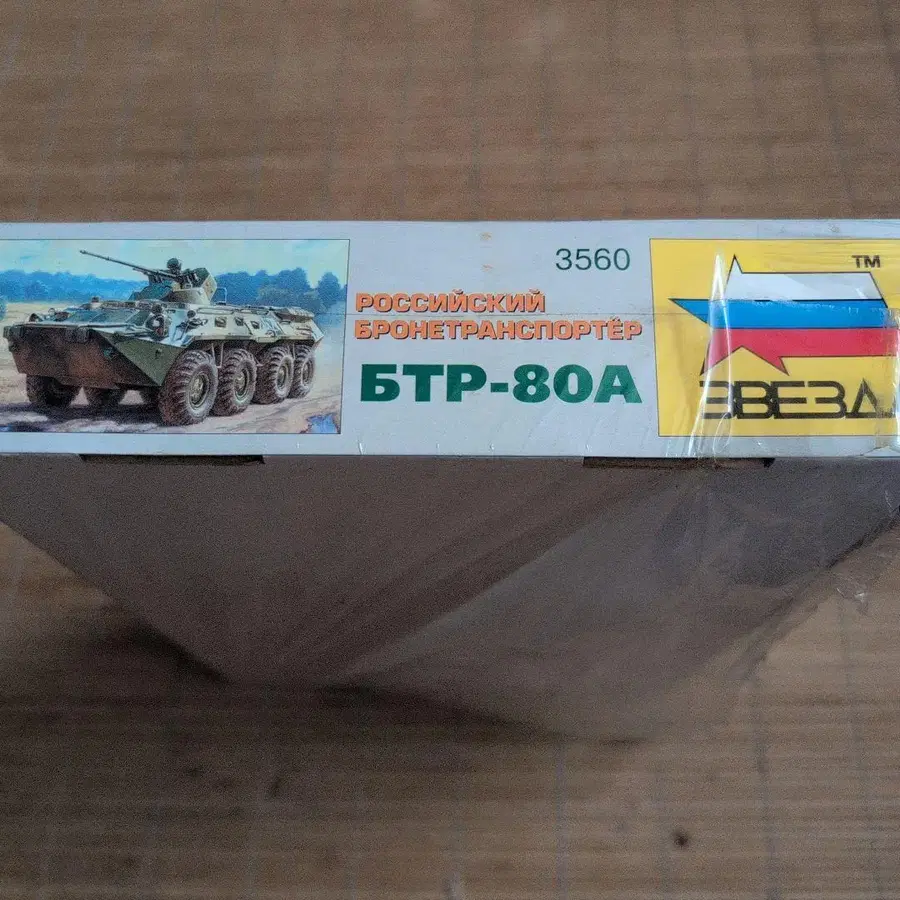 3560
РОССИЙСКИЙ
БРОНЕТРАНСПОРТЁР
БТР-80А
TM
ЗВЕЗДА